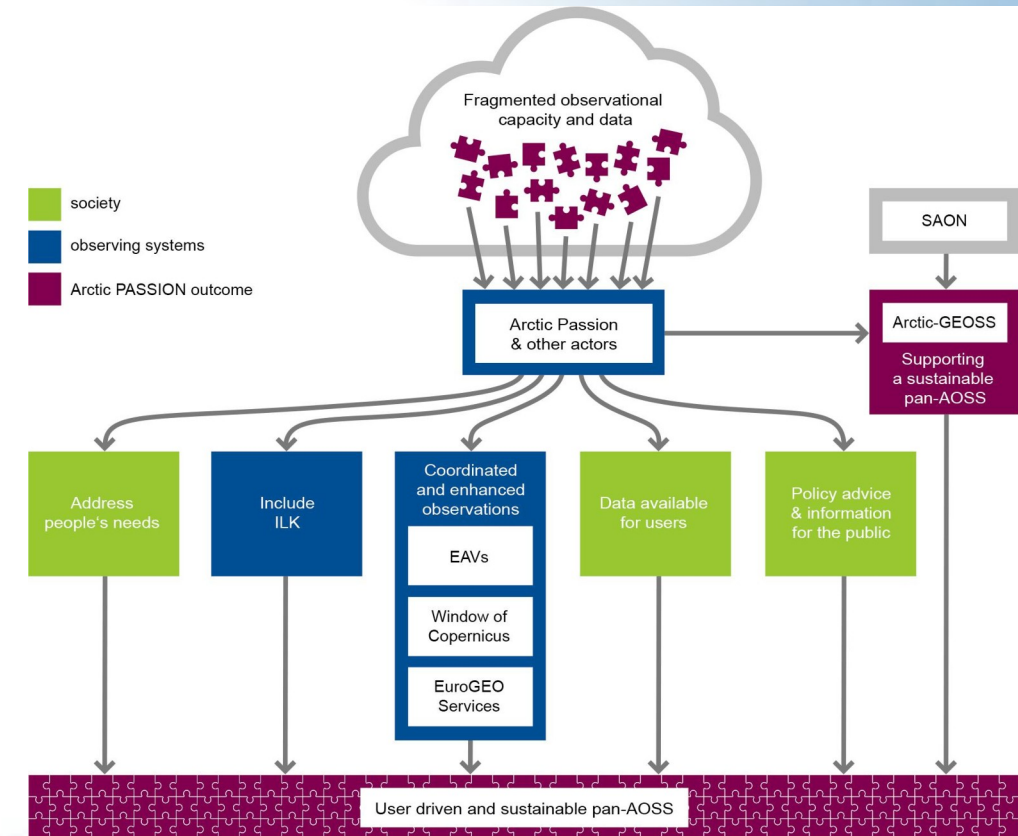 Fragmented observational
capacity and data
society
observing systems
Arctic PASSION outcome
SAON
Arctic Passion
& other actors
Arctic-GEOSS
Supporting
a sustainable
pan-AOSS
Address
people's needs
Include
ILK
Coordinated
and enhanced
observations
EAVs
Window of
Copernicus
EuroGEO
Services
Data available
for users
Policy advice
& information
for the public
User driven and sustainable pan-AOSS